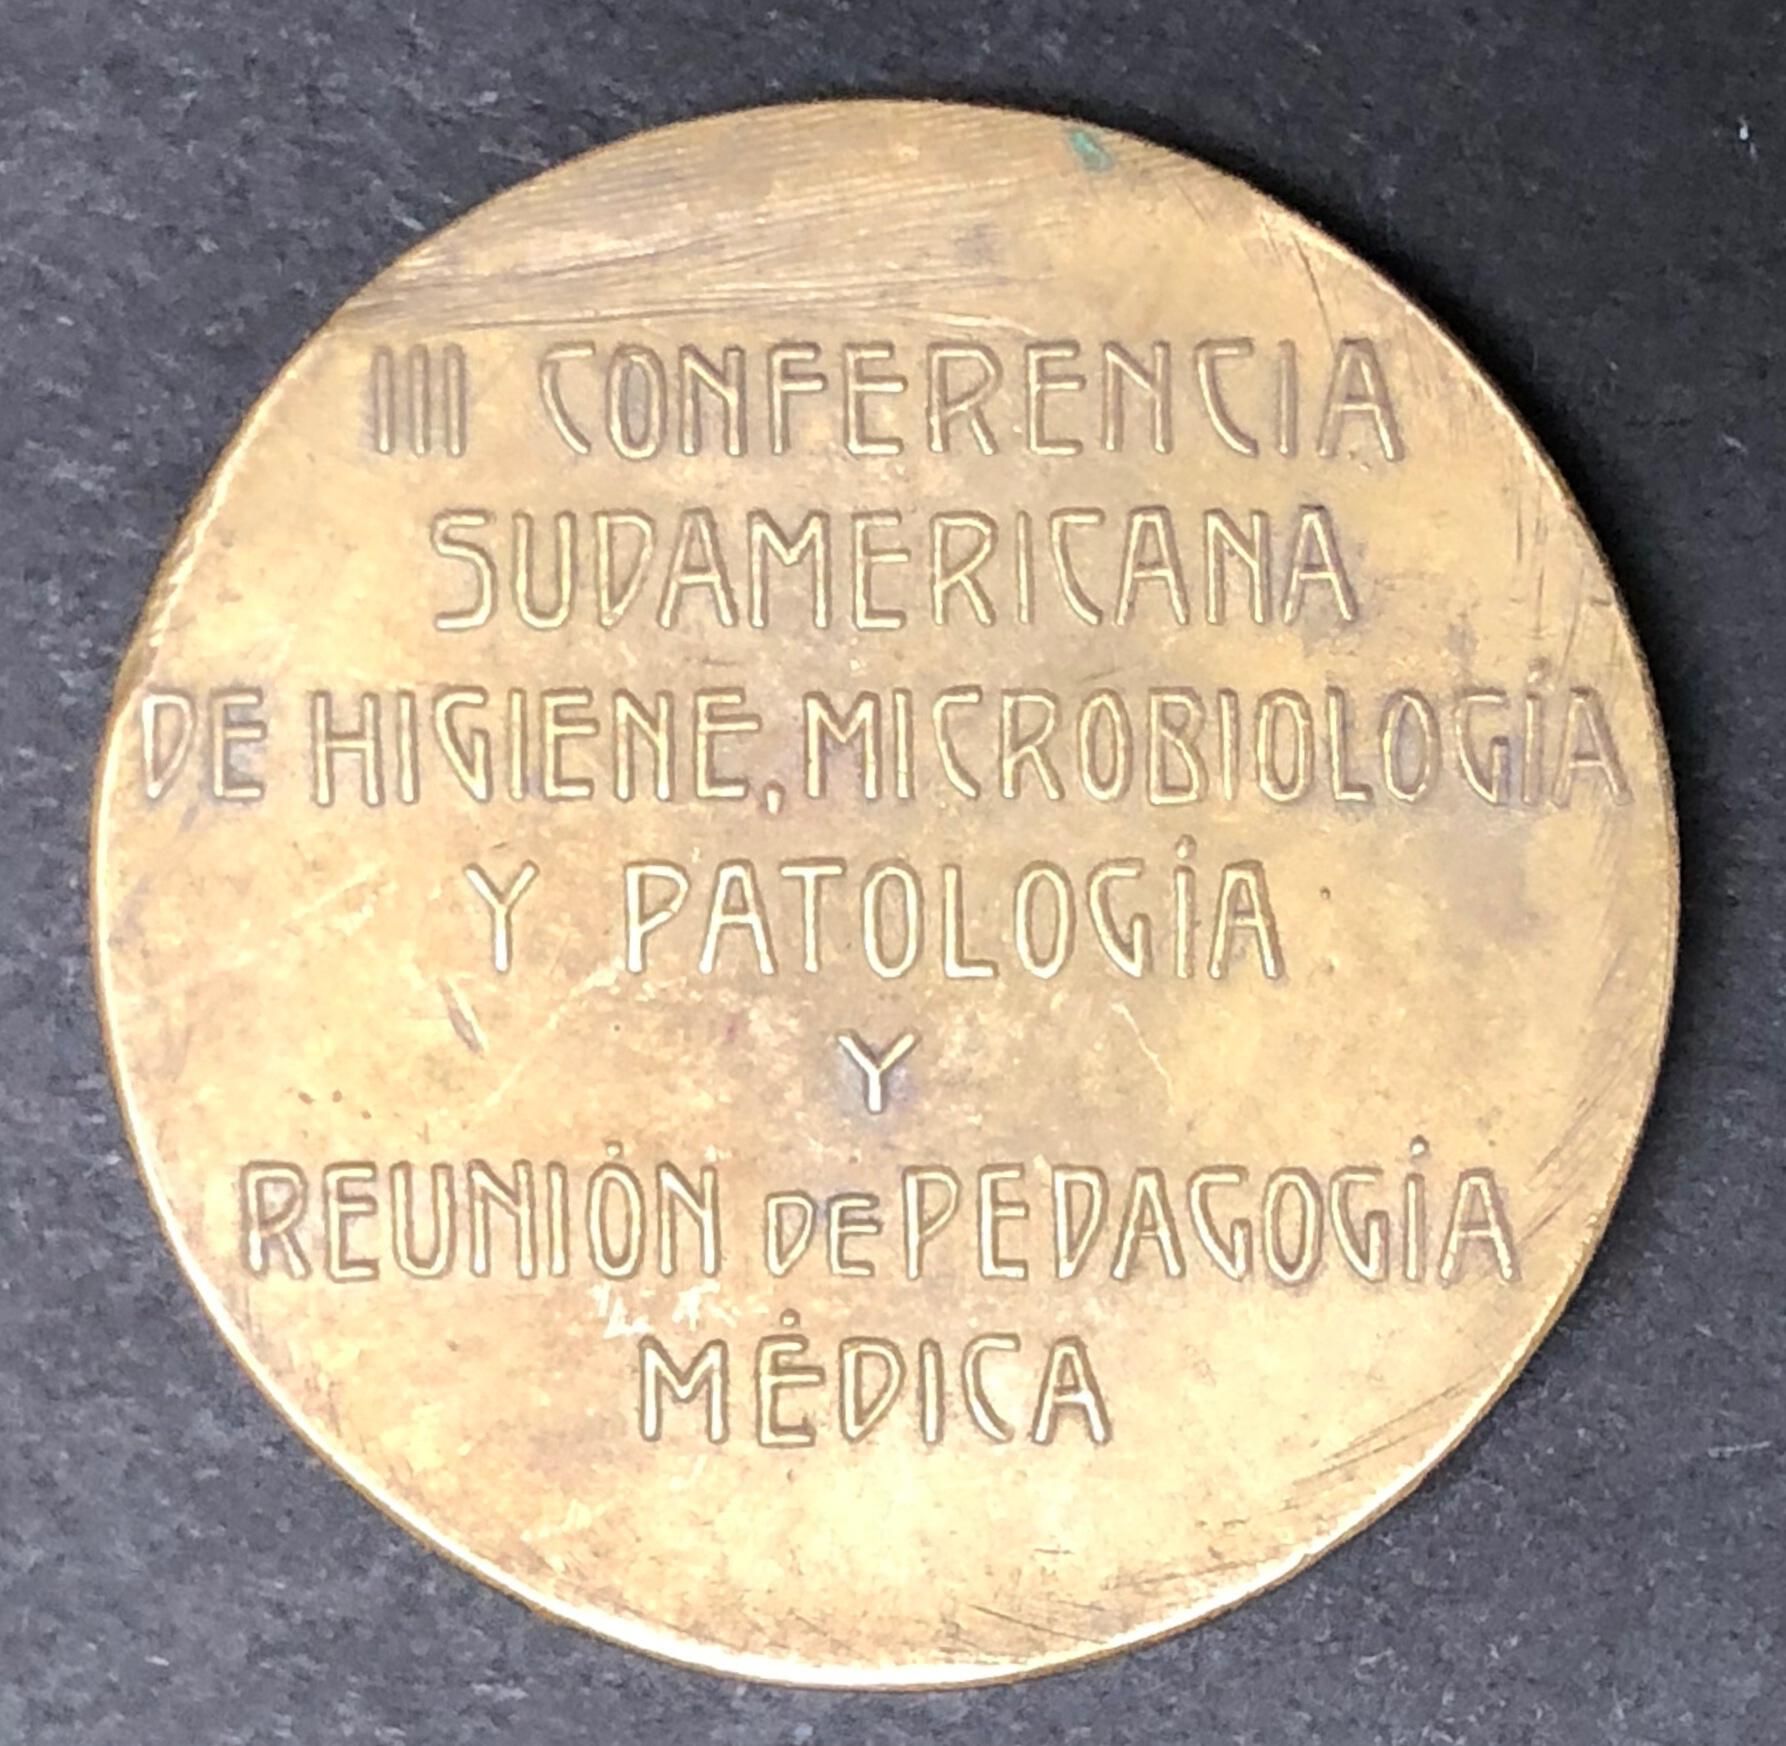 III CONFERENCIA
SUDAMERICANA
DE HIGIENE, MICROBIOLOGÍA
Y PATOLOGÍA
Y
REUNIÓN DE PEDAGOGÍA
MÉDICA